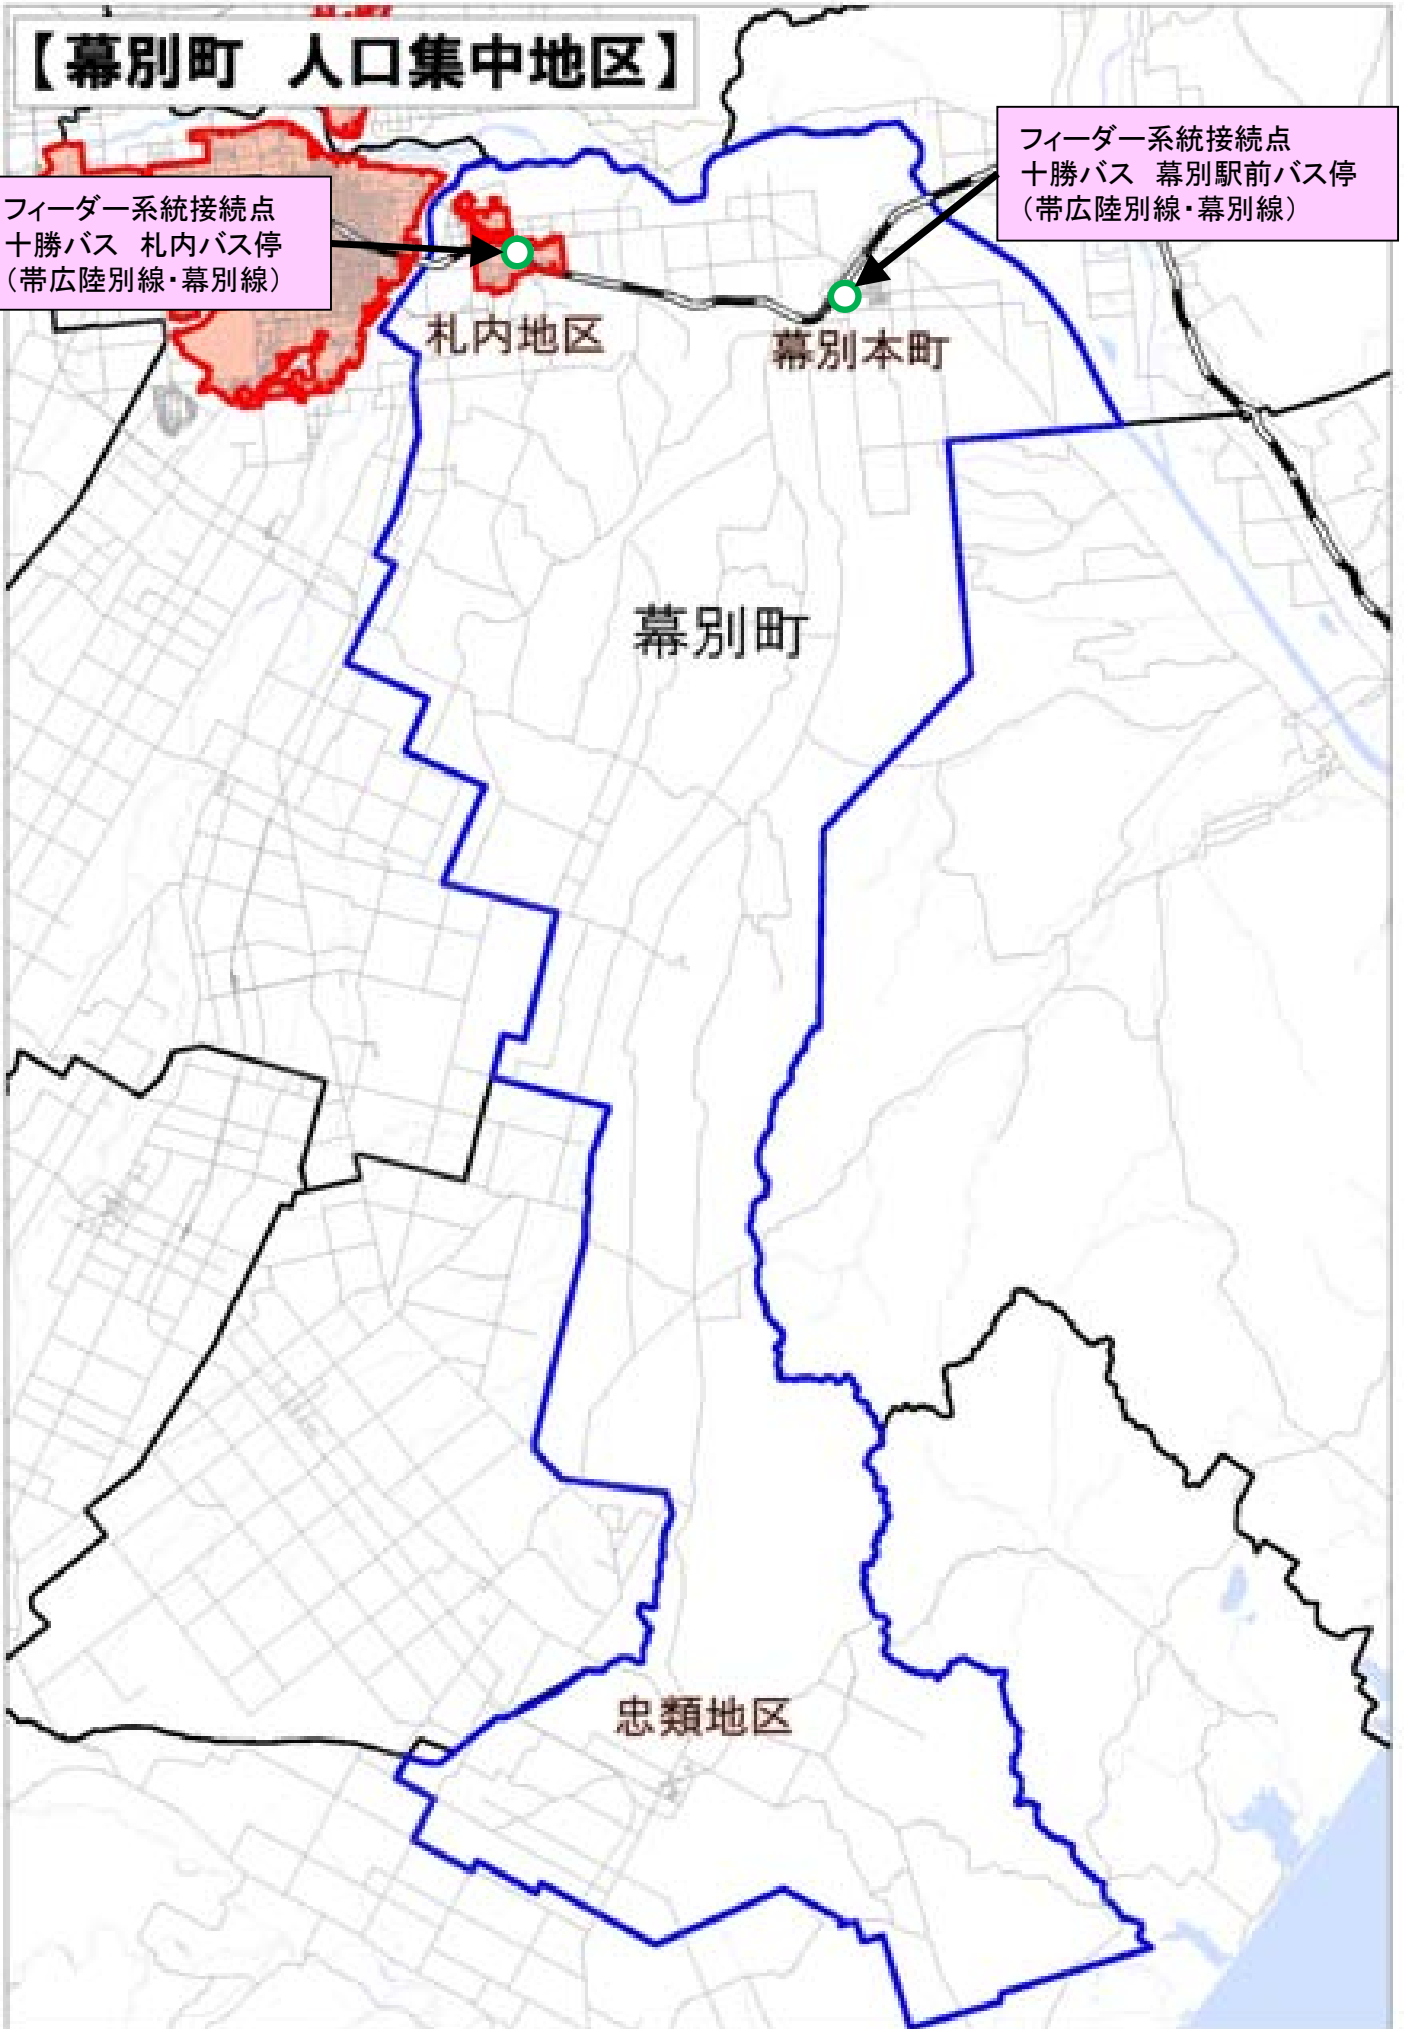 【幕別町　人口集中地区】
フィーダー系統接続点
十勝バス　幕別駅前バス停
（帯広陸別線・幕別線）
フィーダー系統接続点
十勝バス　札内バス停
（帯広陸別線・幕別線）
札内地区
幕別本町
幕別町
忠類地区